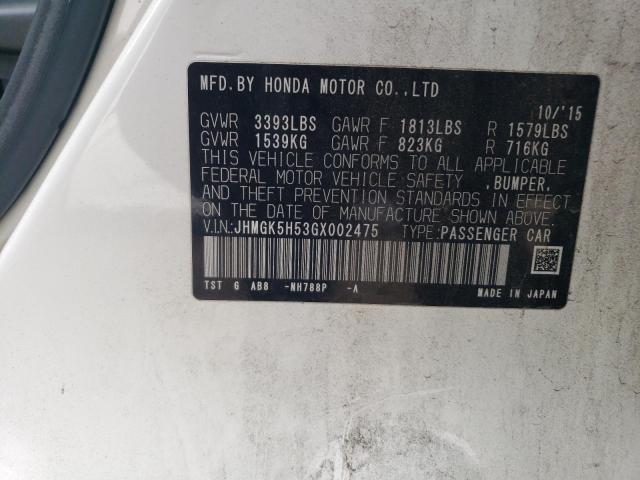 MFD.BY HONDA MOTOR CO.,LTD
10/'15
GVWR 3393LBS GAWR F 1813LBS R 1579LBS
GVWR 1539KG GAWR F 823KG R 716KG
THIS VEHICLE CONFORMS TO ALL APPLICABLE
FEDERAL MOTOR VEHICLE SAFETY ,BUMPER,
AND THEFT PREVENTION STANDARDS IN EFFECT
ON THE DATE OF MANUFACTURE SHOWN ABOVE.
V.I.N:JHMGK5H53GX002475 TYPE:PASSENGER CAR
TST G AB8 -NH788P -A MADE IN JAPAN